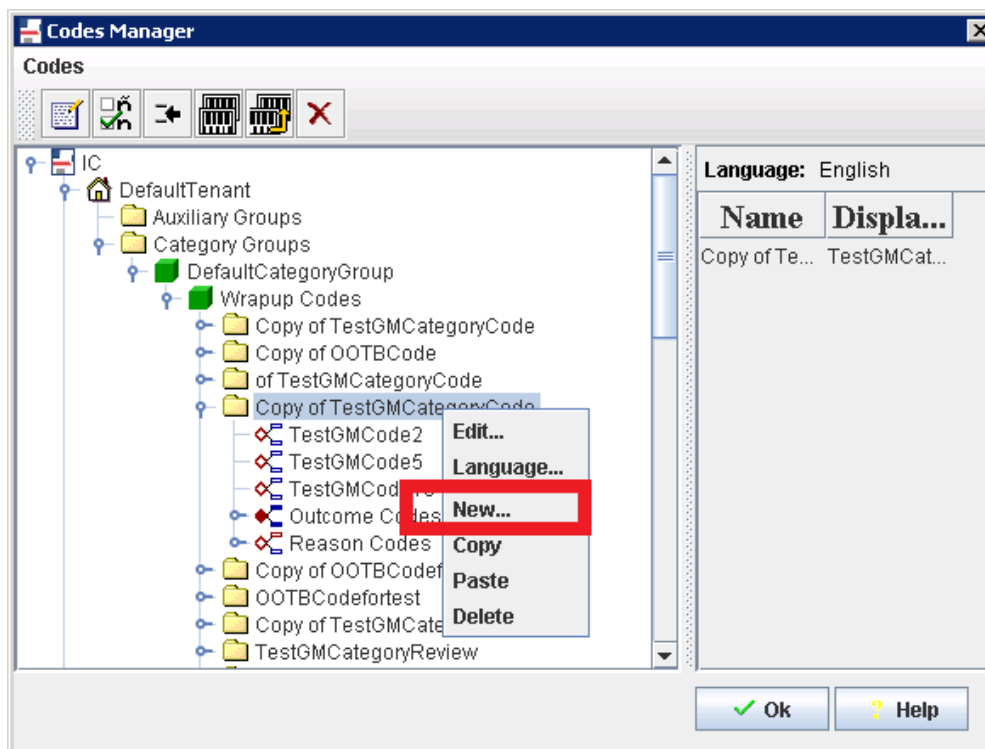 Codes Manager
Codes
IC
DefaultTenant
Auxiliary Groups
Category Groups
DefaultCategoryGroup
Wrapup Codes
Copy of TestGMCategoryCode
Copy of OOTBCode
of TestGMCategoryCode
Copy of TestGMCategoryCode
TestGMCode2
TestGMCode5
Outcome Codes
Reason Codes
Copy of OOTBCodef
OOTBCodefortest
Copy of TestGMCate
TestGMCategoryReview
Edit...
Language...
New...
Copy
Paste
Delete
Language: English
Name Displa...
Copy of Te... TestGMCat...
Ok
? Help